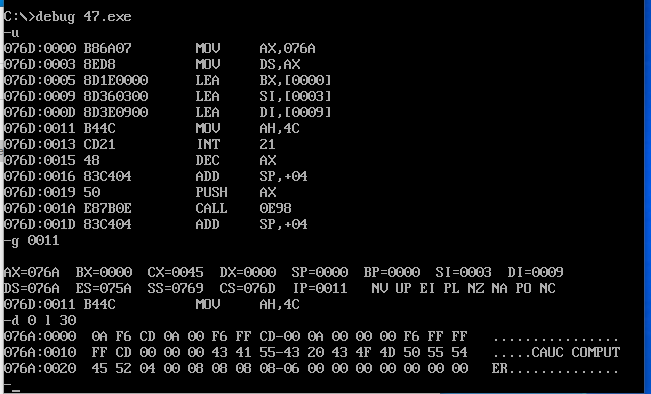 C:\>debug 47.exe
-u
076D:0000 B86A07        MOV     AX,076A
076D:0003 8ED8          MOV     DS,AX
076D:0005 8D1E0000      LEA     BX,[0000]
076D:0009 8D360300      LEA     SI,[0003]
076D:000D 8D3E0900      LEA     DI,[0009]
076D:0011 B44C          MOV     AH,4C
076D:0013 CD21          INT     21
076D:0015 48            DEC     AX
076D:0016 83C404        ADD     SP,+04
076D:0019 50            PUSH    AX
076D:001A E87B0E        CALL    0E98
076D:001D 83C404        ADD     SP,+04
-g 0011
AX=076A  BX=0000  CX=0045  DX=0000  SP=0000  BP=0000  SI=0003  DI=0009
DS=076A  ES=075A  SS=0769  CS=076D  IP=0011   NV UP EI PL NZ NA PO NC
076D:0011 B44C          MOV     AH,4C
-d 0 l 30
076A:0000  0A F6 CD 0A 00 F6 FF CD-00 0A 00 00 00 F6 FF FF   ................
076A:0010  FF CD 00 00 00 43 41 55-43 20 43 4F 4D 50 55 54   .....CAUC COMPUT
076A:0020  45 52 04 00 08 08 08 08-06 00 00 00 00 00 00 00   ER..............
-_